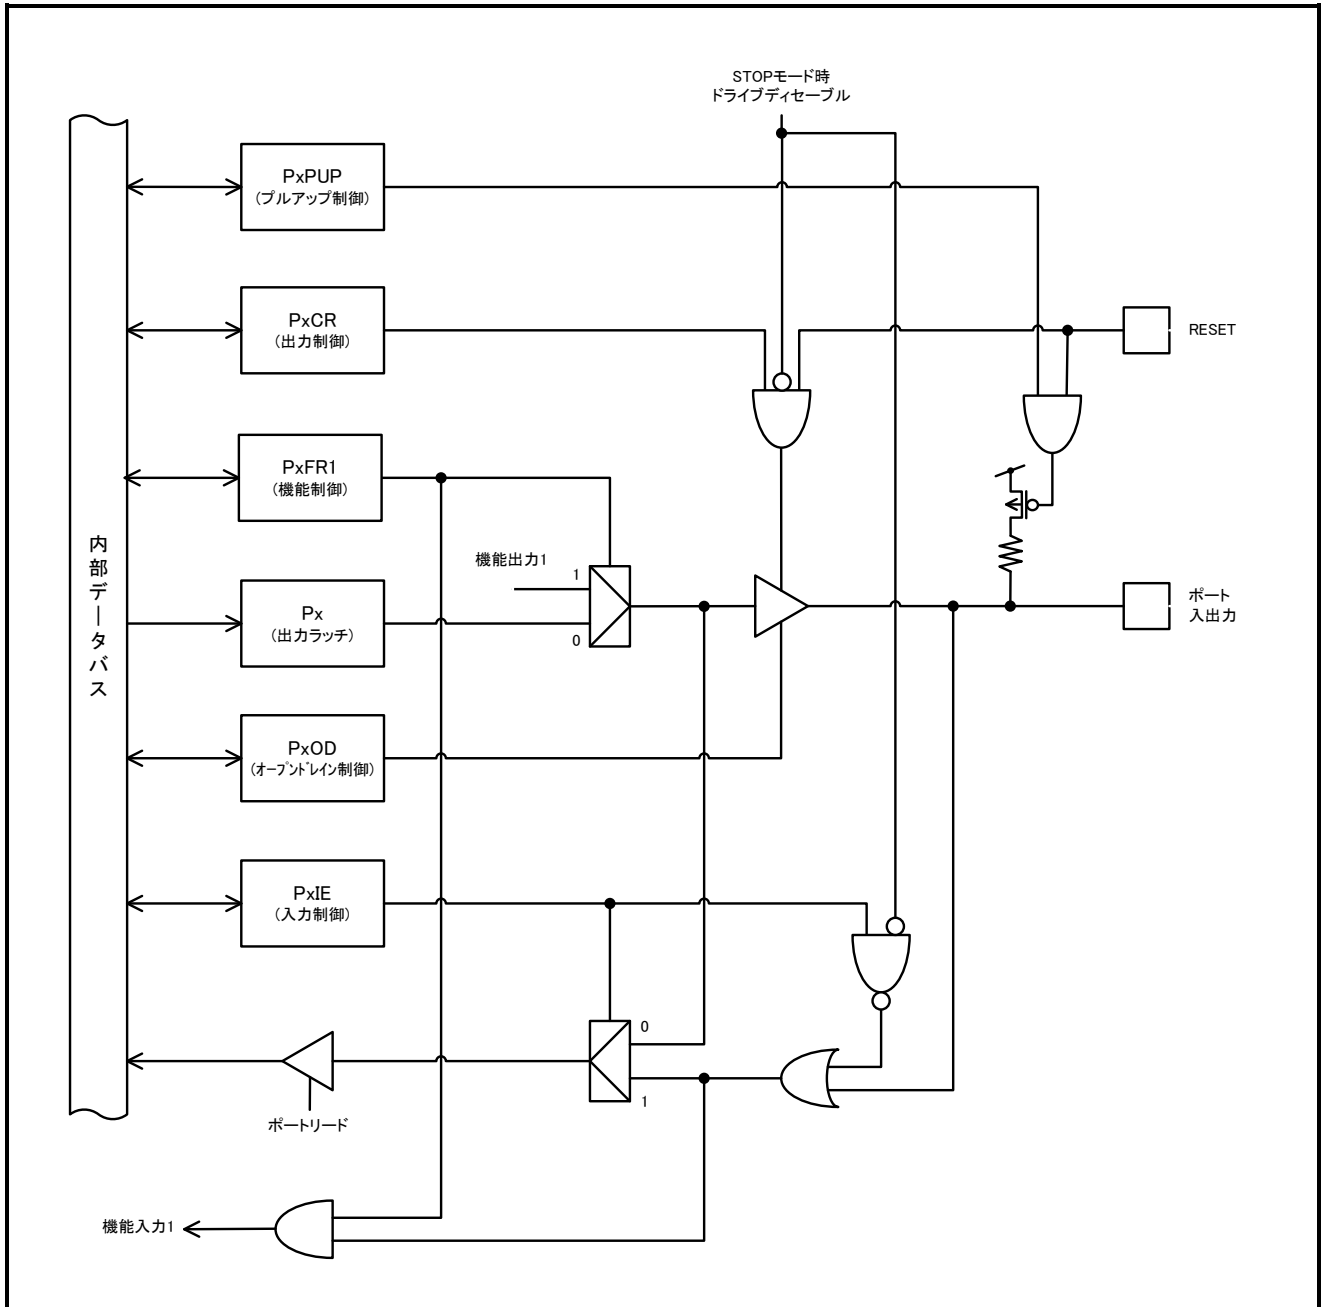 STOPモード時
ドライブディセーブル
PxPUP
(プルアップ制御)
PxCR
(出力制御)
RESET
PxFR1
(機能制御)
内部データバス
機能出力1
1
0
Px
(出力ラッチ)
ポート
入出力
PxOD
(オープンドレイン制御)
PxIE
(入力制御)
0
1
ポートリード
機能入力1